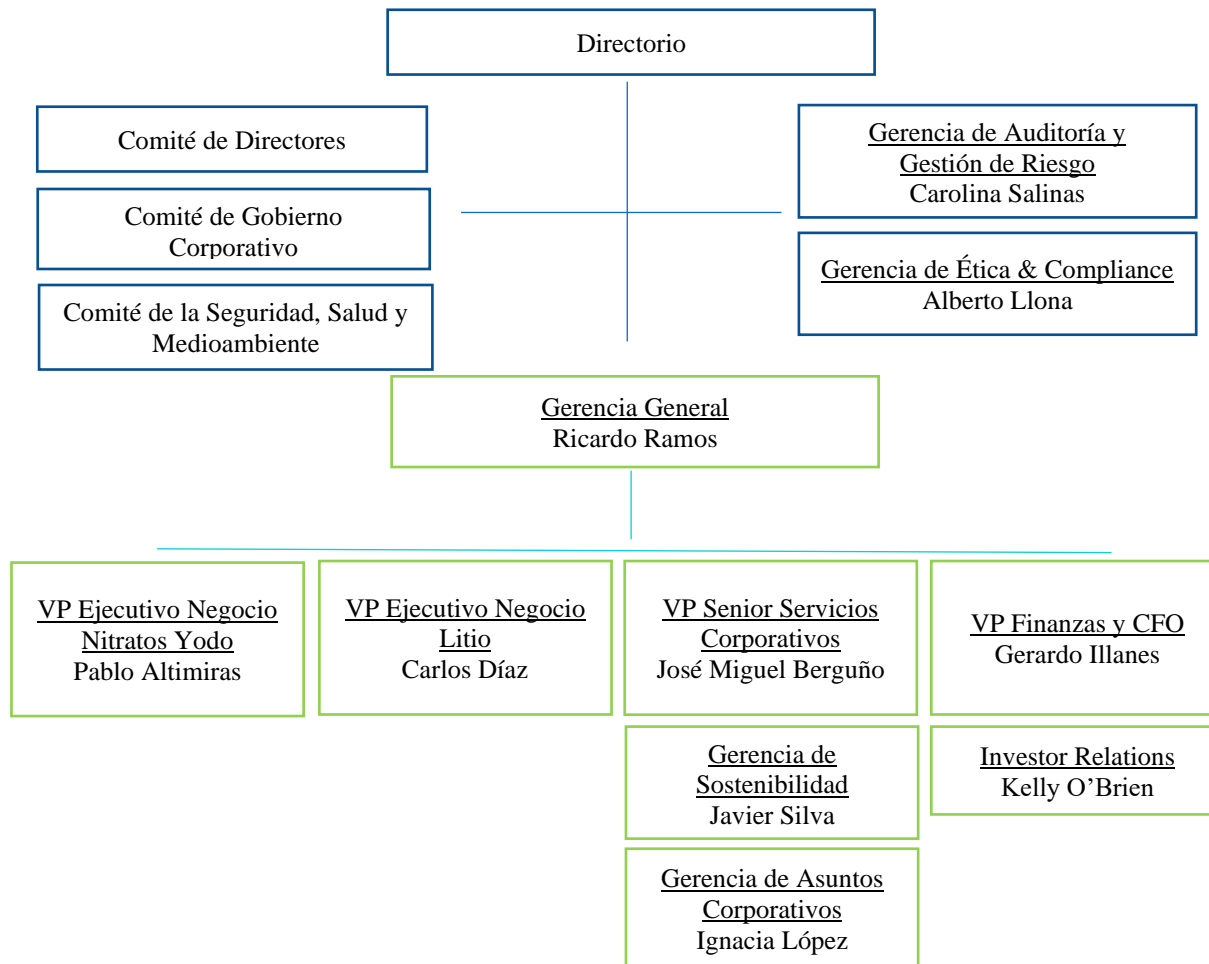 Directorio
Comité de Directores
Comité de Gobierno
Corporativo
Comité de la Seguridad, Salud y
Medioambiente
Gerencia de Auditoría y
Gestión de Riesgo
Carolina Salinas
Gerencia de Ética & Compliance
Alberto Llona
Gerencia General
Ricardo Ramos
VP Ejecutivo Negocio
Nitratos Yodo
Pablo Altimiras
VP Ejecutivo Negocio
Litio
Carlos Díaz
VP Senior Servicios
Corporativos
José Miguel Berguño
VP Finanzas y CFO
Gerardo Illanes
Gerencia de
Sostenibilidad
Javier Silva
Investor Relations
Kelly O’Brien
Gerencia de Asuntos
Corporativos
Ignacia López